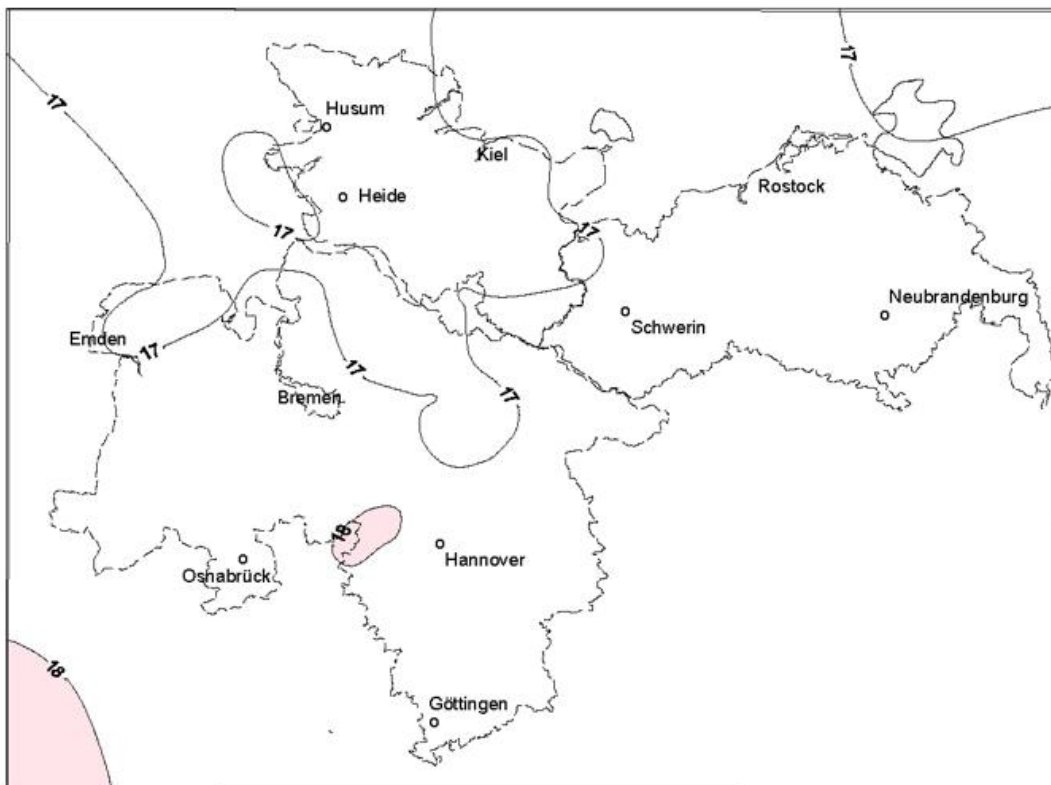 17
17
Husum
Kiel
Rostock
Heide
17
17
Neubrandenburg
Schwerin
Emden
17
17
17
Bremen
18
Hannover
Osnabrück
18
Göttingen